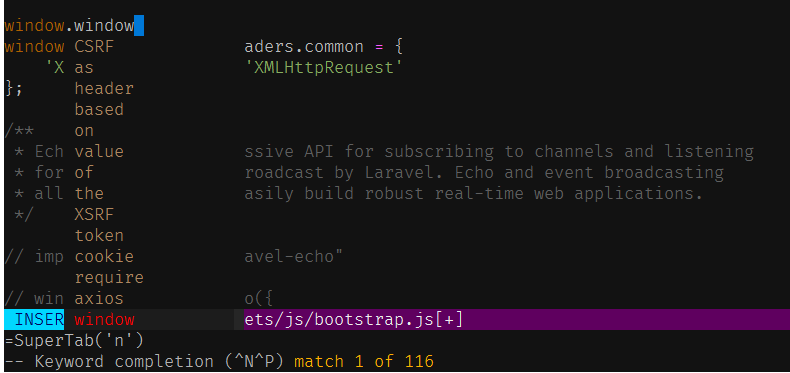 window.window
window CSRF aders.common = {
'X as 'XMLHttpRequest'
}; header
based
/** on
* Ech value ssive API for subscribing to channels and listening
* for of roadcast by Laravel. Echo and event broadcasting
* all the asily build robust real-time web applications.
*/ XSRF
token
// imp cookie avel-echo"
require
// win axios o({
INSER window ets/js/bootstrap.js[+]
=SuperTab('n')
-- Keyword completion (^N^P) match 1 of 116